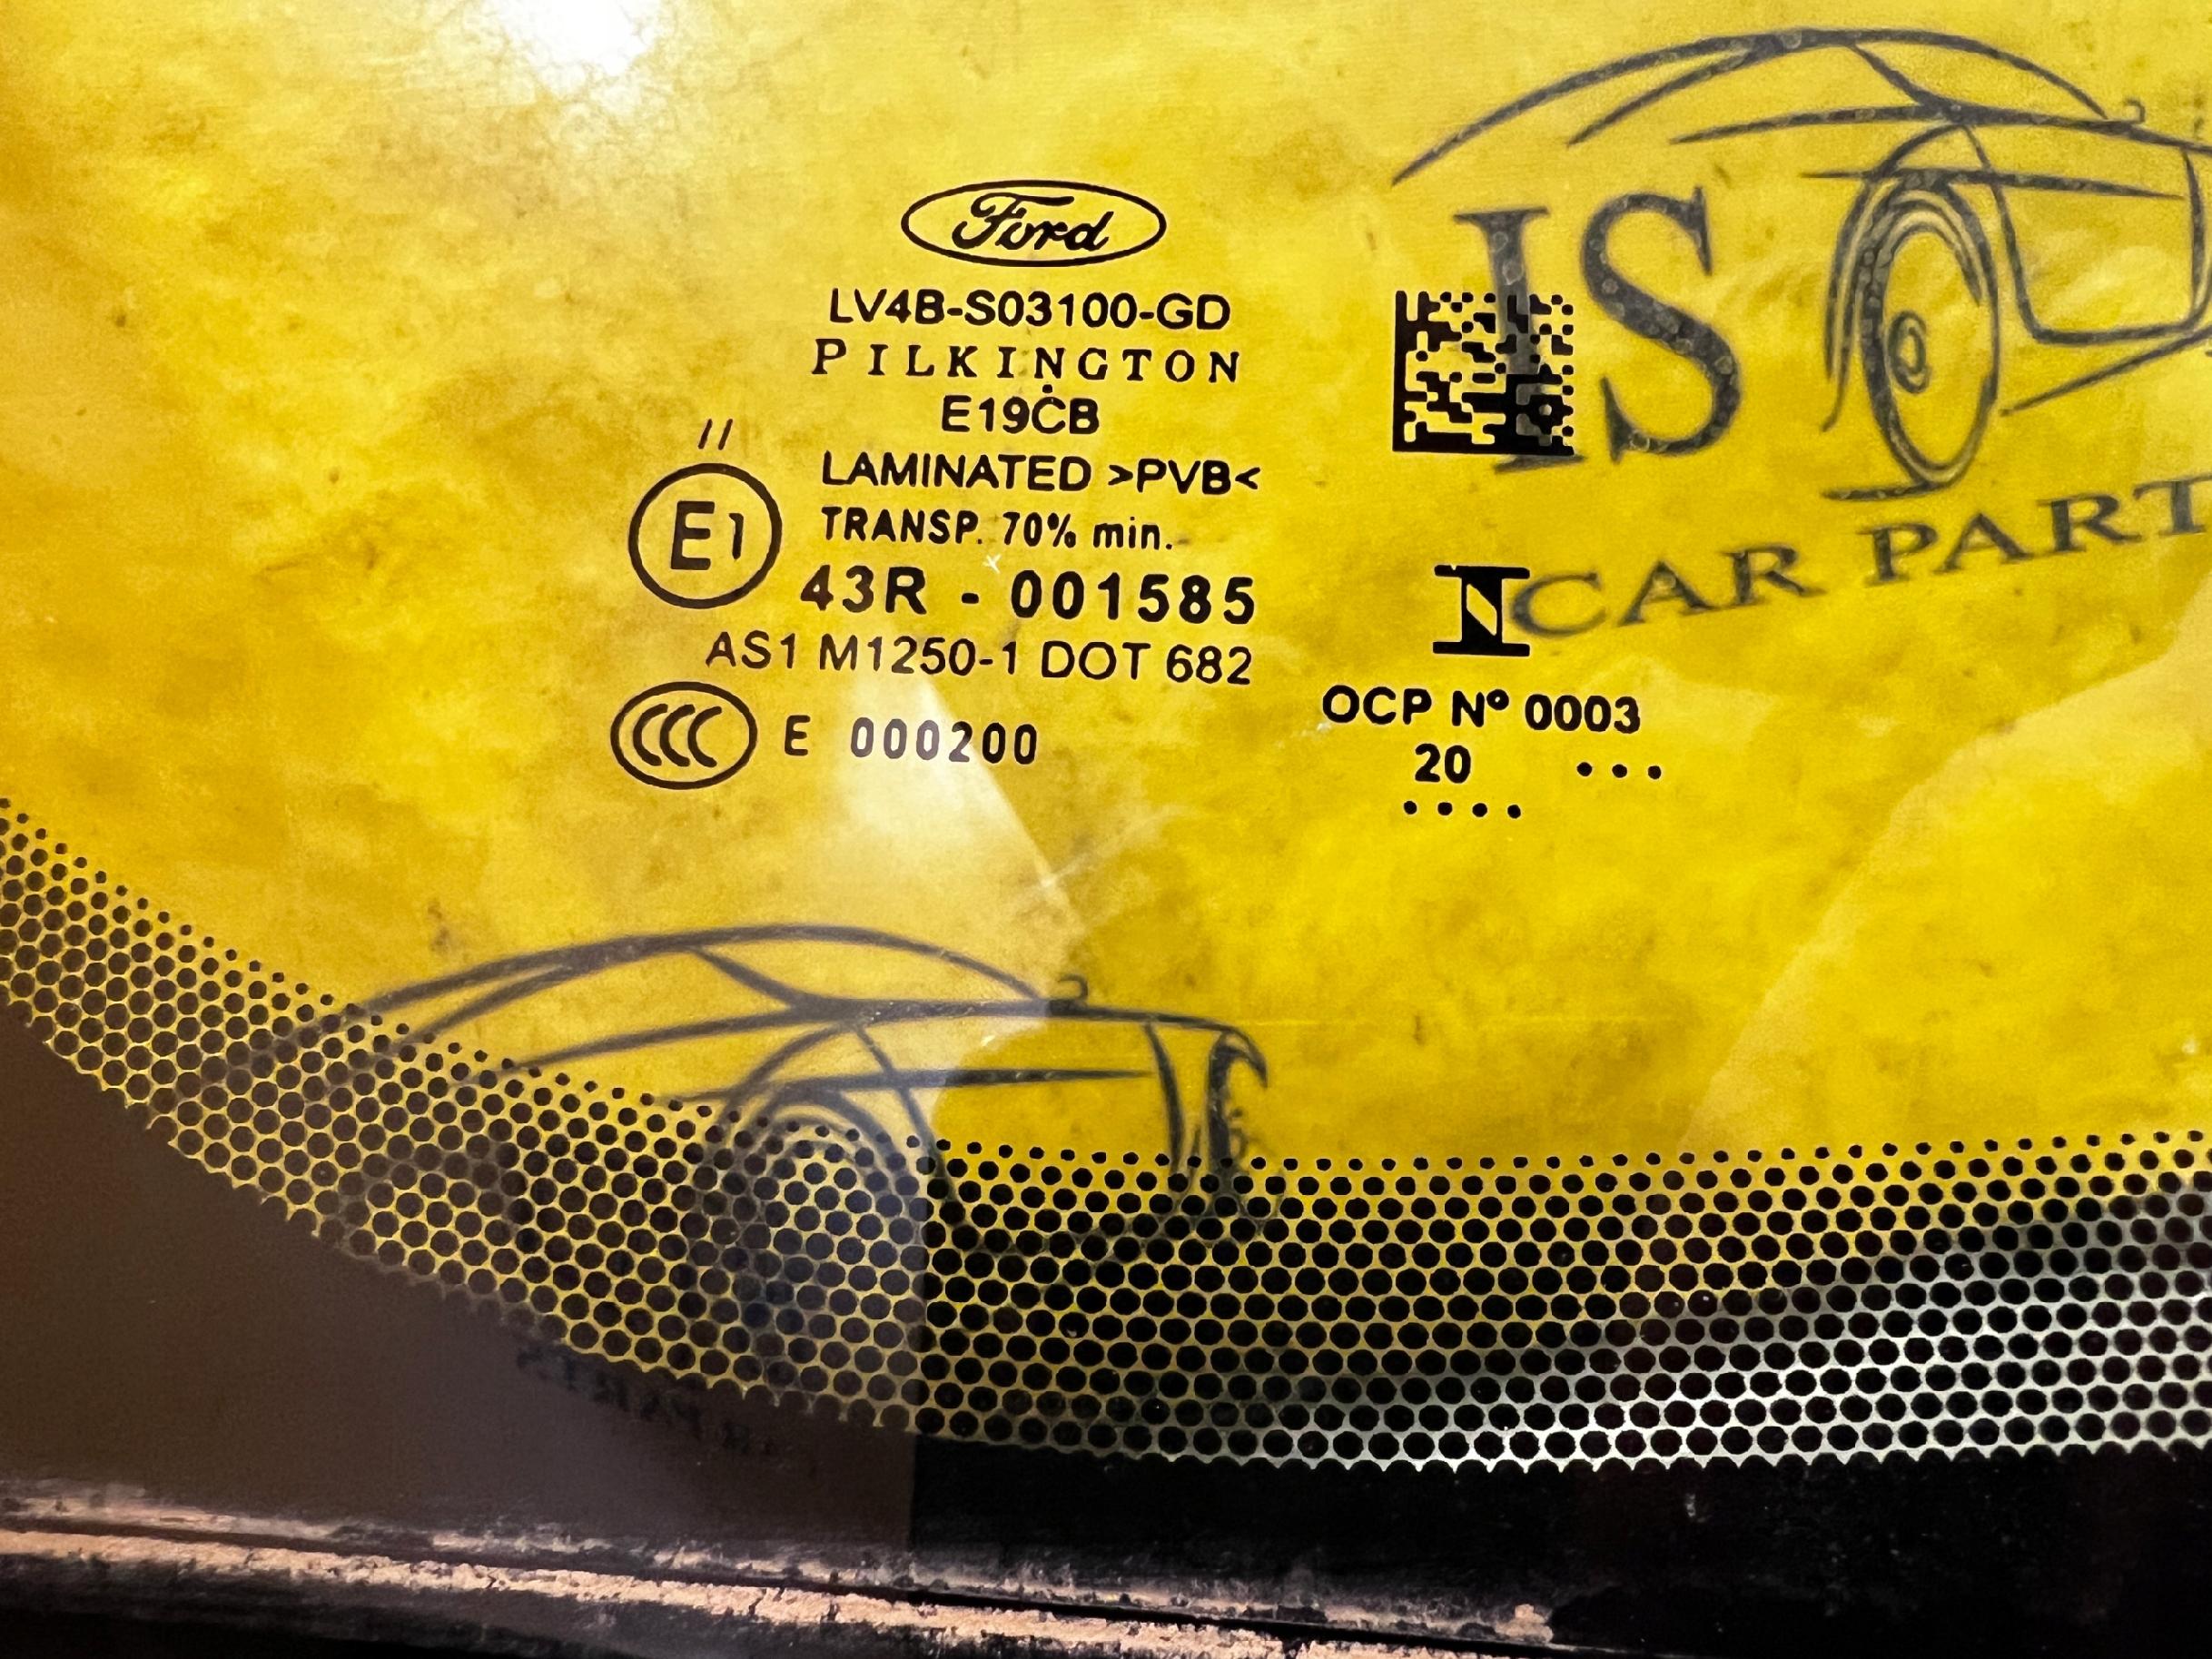 Ford
LV4B-S03100-GD
PILKINGTON
E19CB
//
LAMINATED >PVB<
E1
TRANSP. 70% min.
43R - 001585
AS1 M1250-1 DOT 682
CCC E 000200
IS
CAR PART
N
OCP Nº 0003
20 ...
....